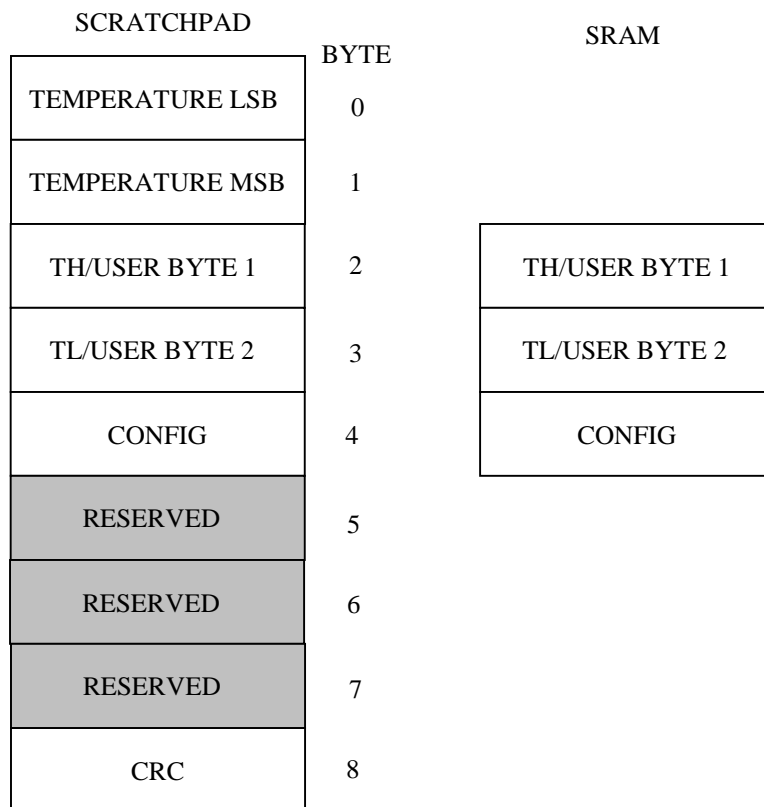 SCRATCHPAD
BYTE
SRAM
TEMPERATURE LSB
0
TEMPERATURE MSB
1
TH/USER BYTE 1
2
TH/USER BYTE 1
TL/USER BYTE 2
3
TL/USER BYTE 2
CONFIG
4
CONFIG
RESERVED
5
RESERVED
6
RESERVED
7
CRC
8